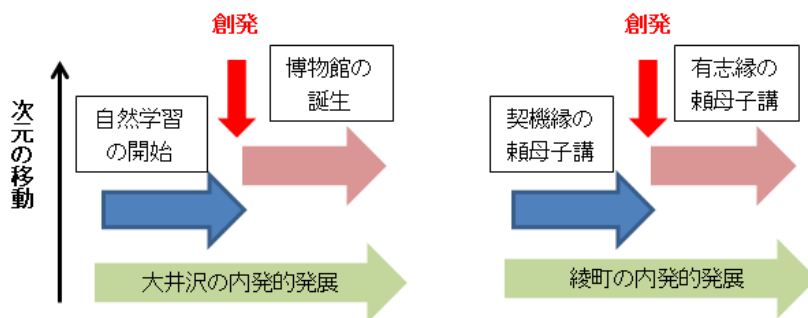 創発
博物館の
誕生
自然学習
の開始
次元の移動
大井沢の内発的発展
創発
有志縁の
頼母子講
契機縁の
頼母子講
綾町の内発的発展